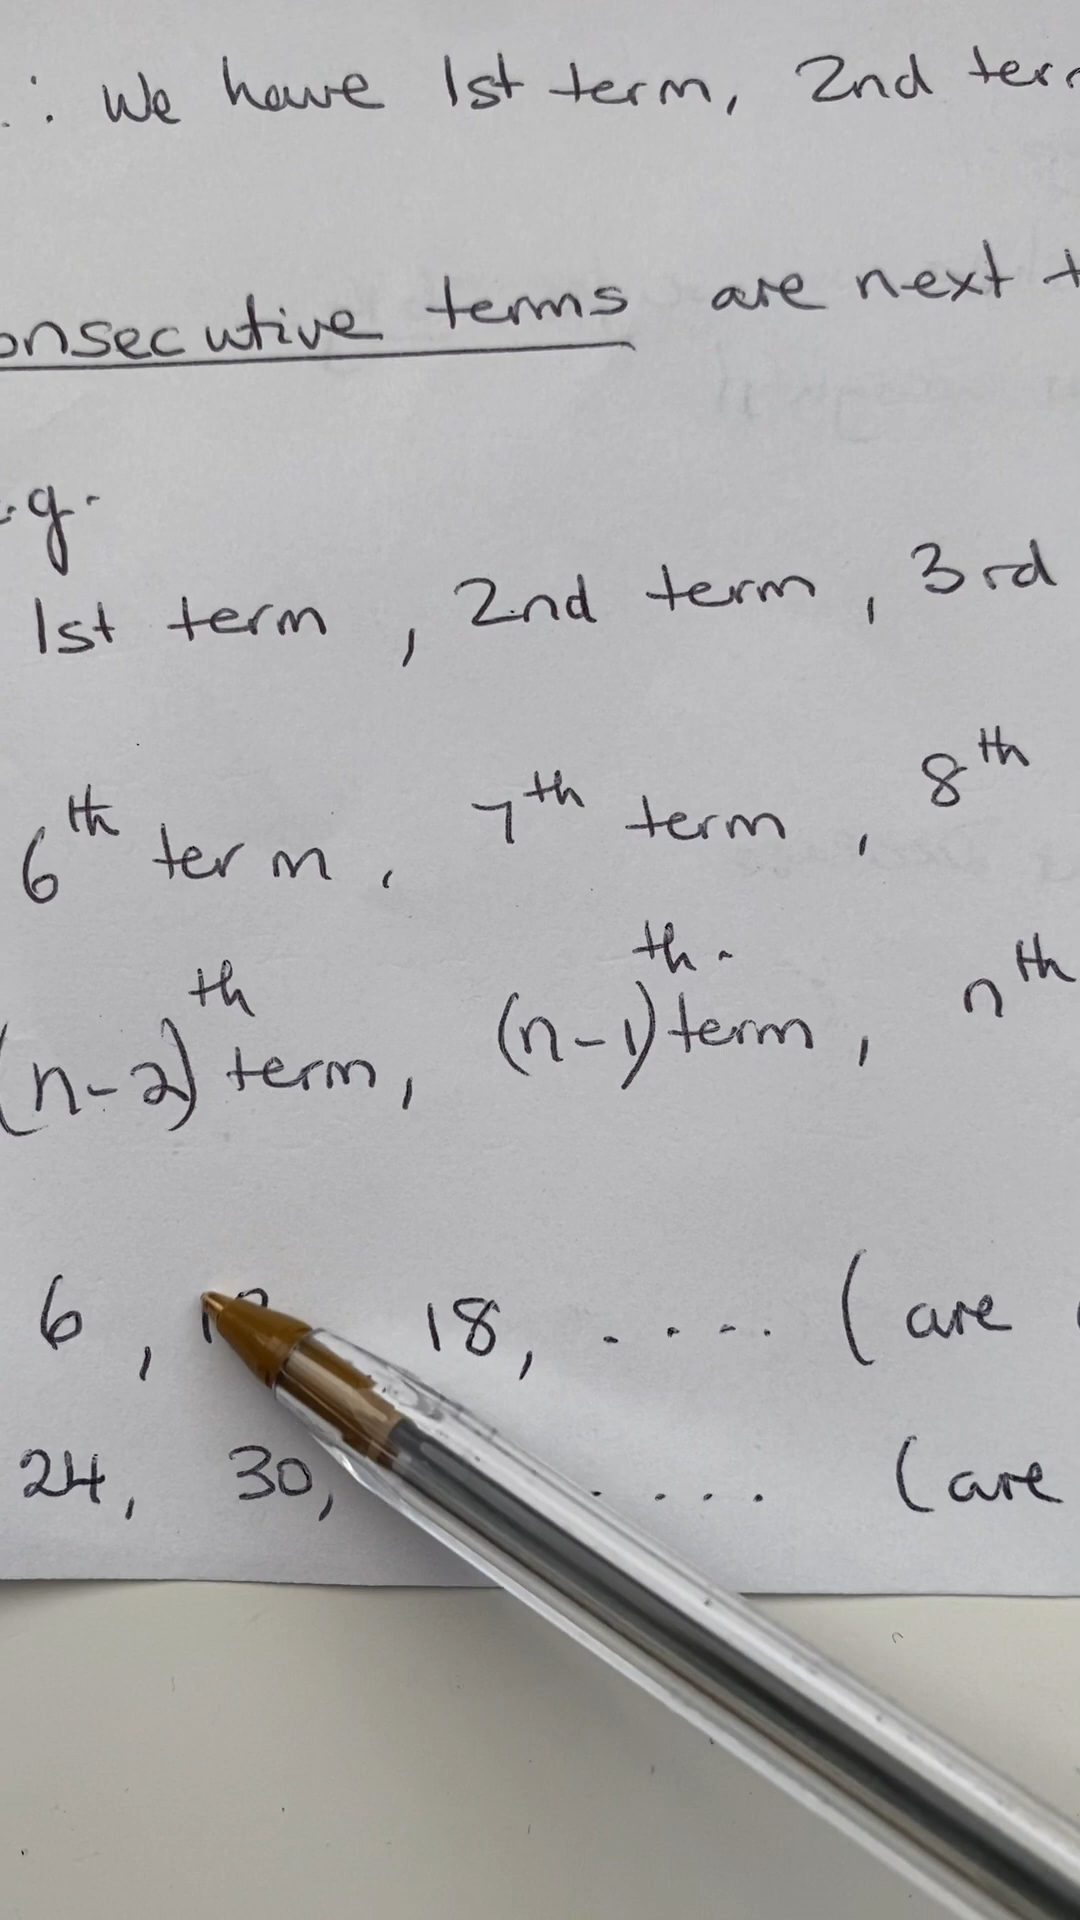 ∴ We have 1st term, 2nd ter
onsecutive terms are next t
.g.
1st term , 2nd term , 3rd
6th term , 7th term , 8th
(n-2)th term, (n-1)th term , nth
6 , 18, .... (are
24, 30, .... (are